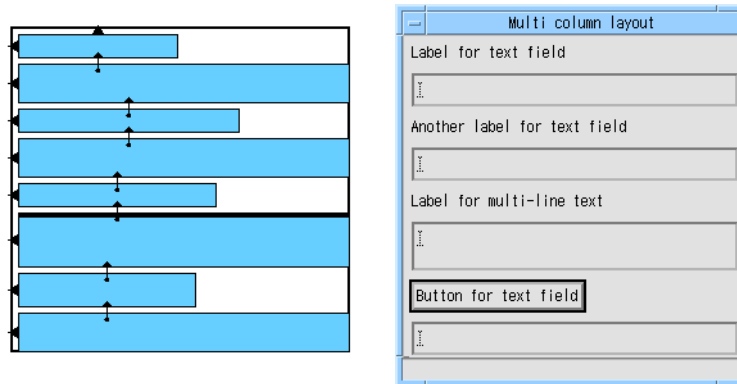 Multi column layout
Label for text field
Another label for text field
Label for multi-line text
Button for text field